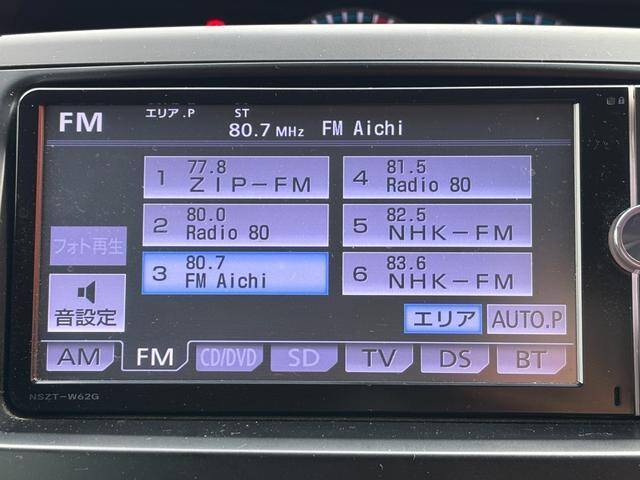 FM エリア.P ST 80.7 MHz FM Aichi
1 77.8 ZIP-FM
2 80.0 Radio 80
3 80.7 FM Aichi
4 81.5 Radio 80
5 82.5 NHK-FM
6 83.6 NHK-FM
フォト再生
音設定
エリア AUTO.P
AM FM CD/DVD SD TV DS BT
NSZT-W62G